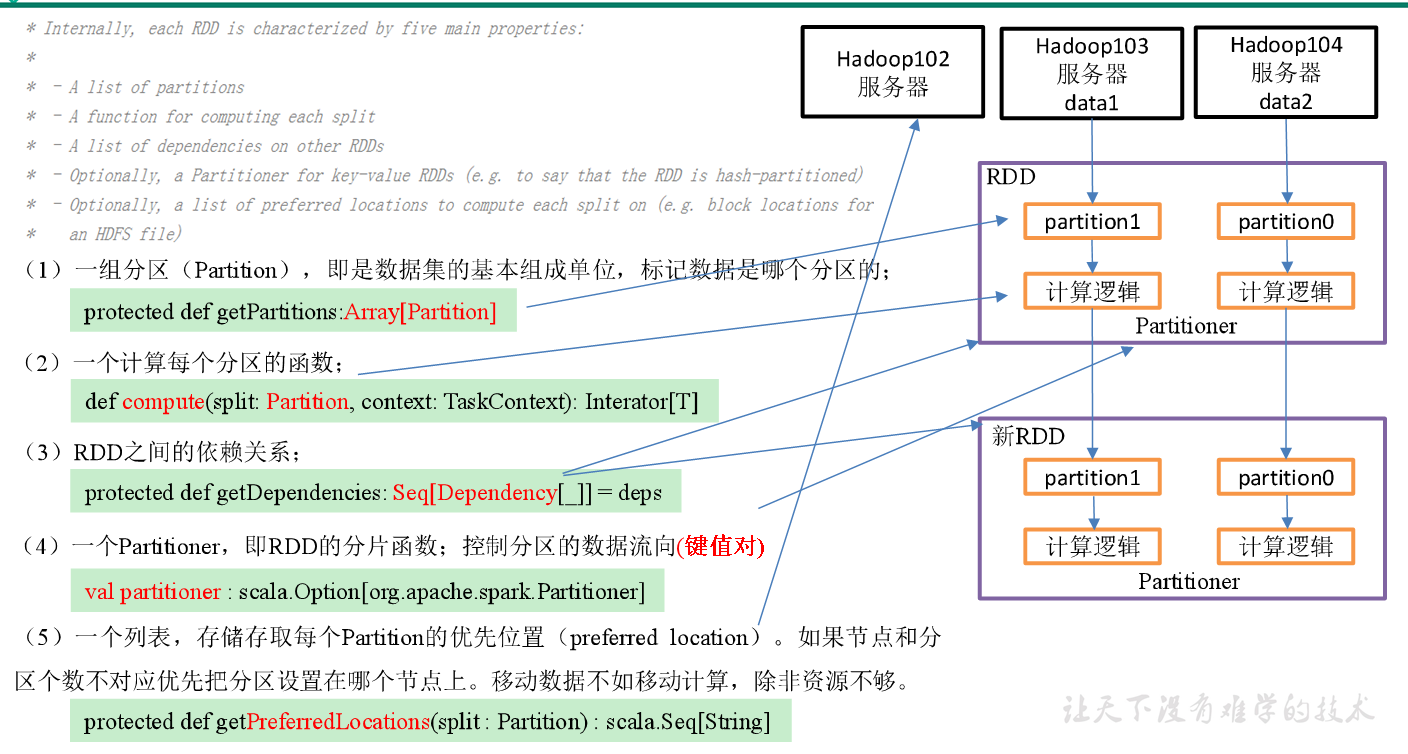 * Internally, each RDD is characterized by five main properties:
*
* - A list of partitions
* - A function for computing each split
* - A list of dependencies on other RDDs
* - Optionally, a Partitioner for key-value RDDs (e.g. to say that the RDD is hash-partitioned)
* - Optionally, a list of preferred locations to compute each split on (e.g. block locations for
* an HDFS file)
（1）一组分区（Partition），即是数据集的基本组成单位，标记数据是哪个分区的；
protected def getPartitions:Array[Partition]
（2）一个计算每个分区的函数；
def compute(split: Partition, context: TaskContext): Interator[T]
（3）RDD之间的依赖关系；
protected def getDependencies: Seq[Dependency[_]] = deps
（4）一个Partitioner，即RDD的分片函数；控制分区的数据流向(键值对)
val partitioner : scala.Option[org.apache.spark.Partitioner]
（5）一个列表，存储存取每个Partition的优先位置（preferred location）。如果节点和分
区个数不对应优先把分区设置在哪个节点上。移动数据不如移动计算，除非资源不够。
protected def getPreferredLocations(split : Partition) : scala.Seq[String]
Hadoop102
服务器
Hadoop103
服务器
data1
Hadoop104
服务器
data2
RDD
partition1
partition0
计算逻辑
计算逻辑
Partitioner
新RDD
partition1
partition0
计算逻辑
计算逻辑
Partitioner
让天下没有难学的技术